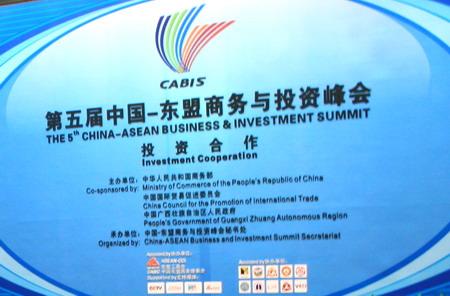 CABIS
第五届中国-东盟商务与投资峰会
THE 5th CHINA-ASEAN BUSINESS & INVESTMENT SUMMIT
投资合作
Investment Cooperation
主办单位: 中华人民共和国商务部
Co-sponsored by: Ministry of Commerce of the People's Republic of China
中国国际贸易促进委员会
China Council for the Promotion of International Trade
中国广西壮族自治区人民政府
People's Government of Guangxi Zhuang Autonomous Region
承办单位: 中国-东盟商务与投资峰会秘书处
Organized by: China-ASEAN Business and Investment Summit Secretariat
ASEAN-CCI
CCTV